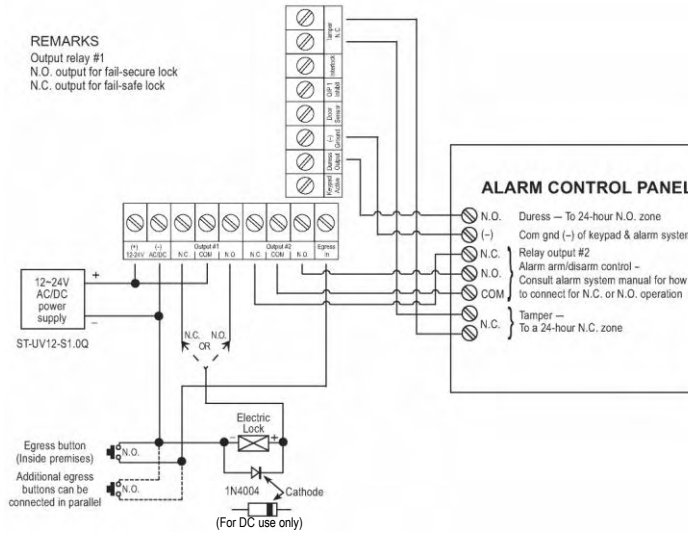 REMARKS
Output relay #1
N.O. output for fail-secure lock
N.C. output for fail-safe lock
Tamper
N.C.
Interlock
O/P 1
Inhibit
Door
Sensor
(–)
Ground
Duress
Output
Keypad
Active
(+)
12-24V
(–)
AC/DC
Output #1
N.C. COM N.O.
Output #2
N.C. COM N.O.
Egress
In
+
–
12~24V
AC/DC
power
supply
ST-UV12-S1.0Q
N.C. N.O.
OR
ALARM CONTROL PANEL
N.O. Duress — To 24-hour N.O. zone
(–) Com gnd (–) of keypad & alarm system
N.C. Relay output #2
N.O. Alarm arm/disarm control –
Consult alarm system manual for how
COM to connect for N.C. or N.O. operation
N.C. Tamper —
To a 24-hour N.C. zone
Electric
Lock
– +
Egress button
(Inside premises)
N.O.
Additional egress
buttons can be
connected in parallel
N.O.
1N4004 Cathode
(For DC use only)